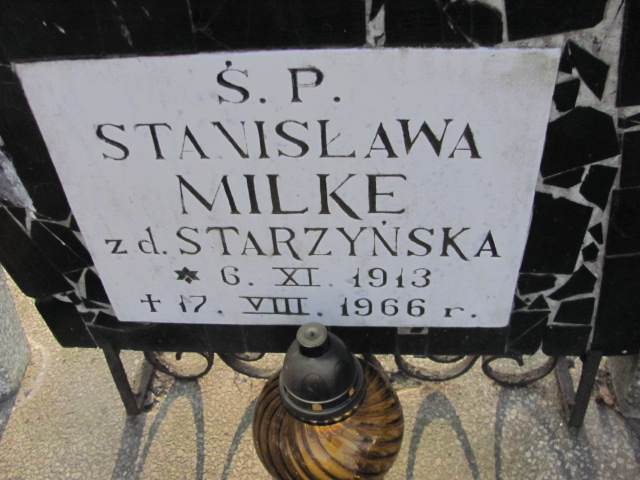 Ś. P.
STANISŁAWA
MILKE
z d. STARZYŃSKA
* 6. XI. 1913
† 17. VIII. 1966 r.